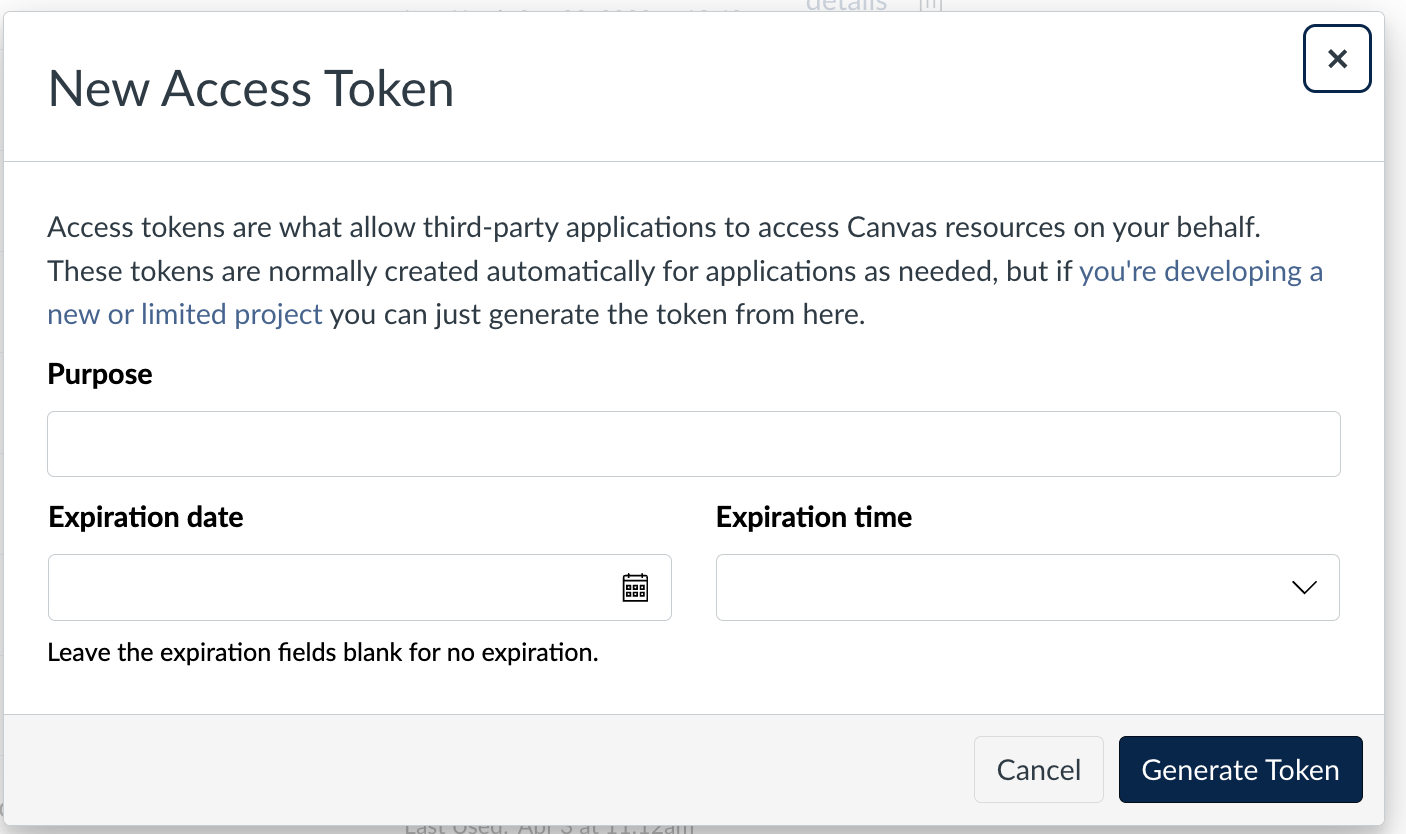 details
New Access Token
Access tokens are what allow third-party applications to access Canvas resources on your behalf.
These tokens are normally created automatically for applications as needed, but if you're developing a
new or limited project you can just generate the token from here.
Purpose
Expiration date
Expiration time
Leave the expiration fields blank for no expiration.
Cancel
Generate Token
Last Used: Apr 3 at 11:12am